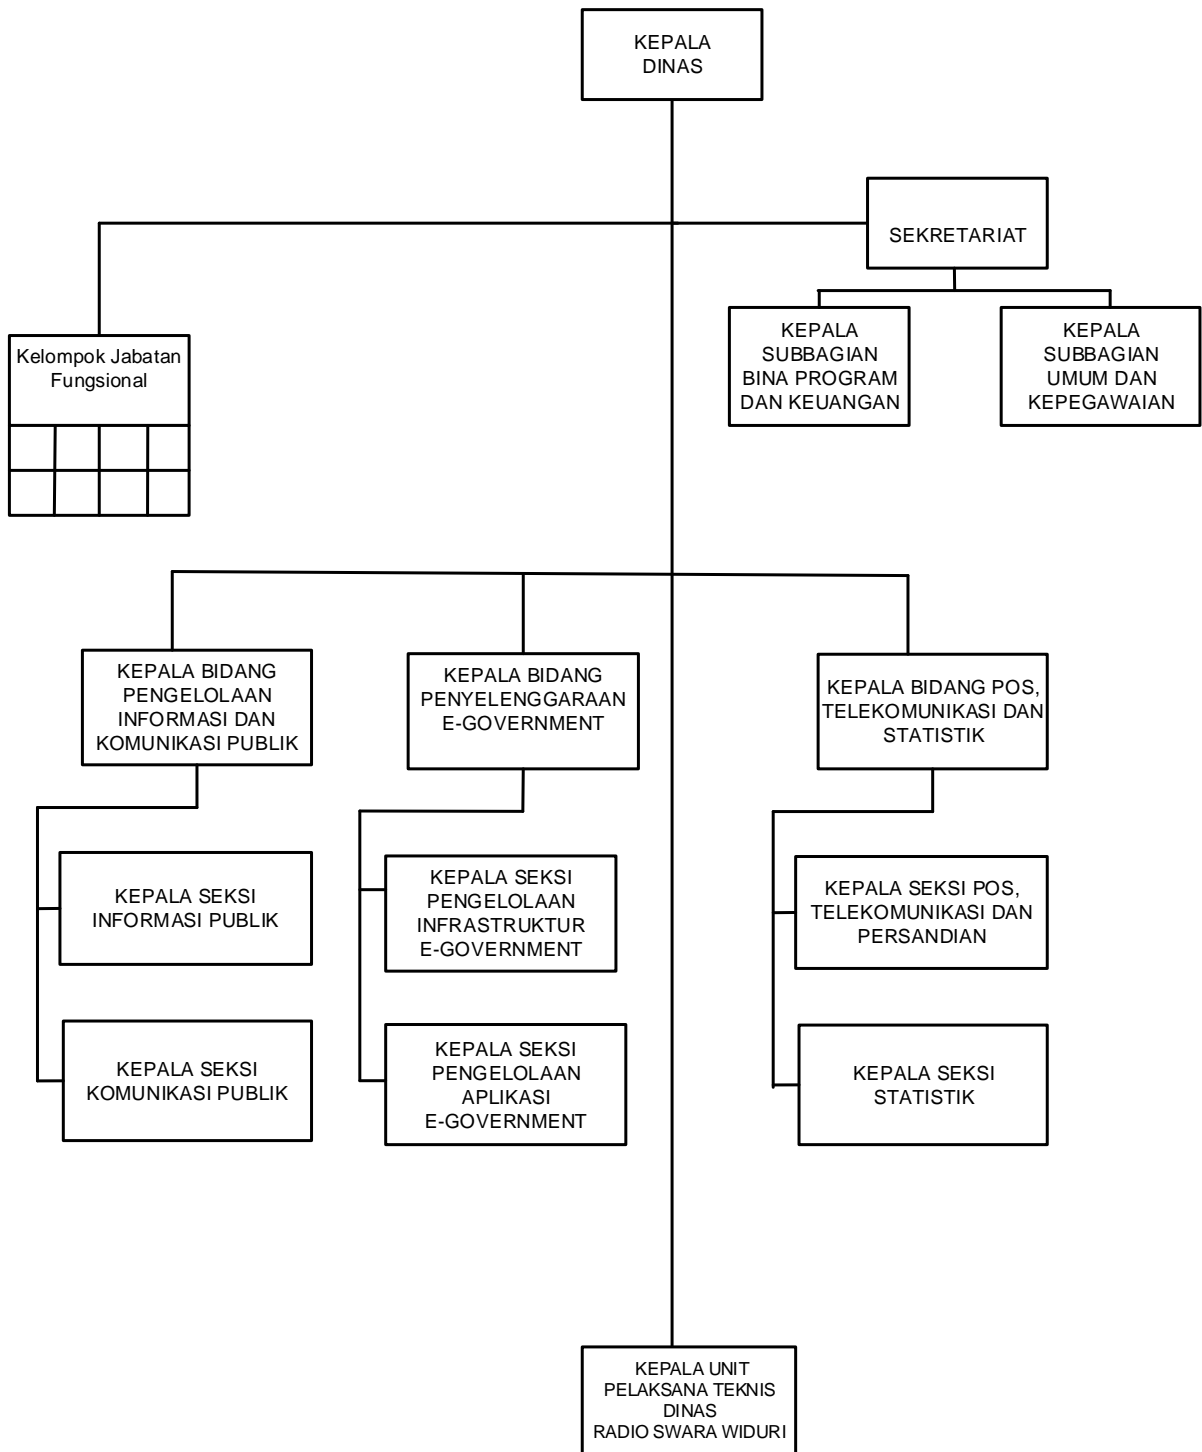 KEPALA
DINAS
SEKRETARIAT
KEPALA
SUBBAGIAN
BINA PROGRAM
DAN KEUANGAN
KEPALA
SUBBAGIAN
UMUM DAN
KEPEGAWAIAN
Kelompok Jabatan
Fungsional
KEPALA BIDANG
PENGELOLAAN
INFORMASI DAN
KOMUNIKASI PUBLIK
KEPALA BIDANG
PENYELENGGARAAN
E-GOVERNMENT
KEPALA BIDANG POS,
TELEKOMUNIKASI DAN
STATISTIK
KEPALA SEKSI
INFORMASI PUBLIK
KEPALA SEKSI
PENGELOLAAN
INFRASTRUKTUR
E-GOVERNMENT
KEPALA SEKSI POS,
TELEKOMUNIKASI DAN
PERSANDIAN
KEPALA SEKSI
KOMUNIKASI PUBLIK
KEPALA SEKSI
PENGELOLAAN
APLIKASI
E-GOVERNMENT
KEPALA SEKSI
STATISTIK
KEPALA UNIT
PELAKSANA TEKNIS
DINAS
RADIO SWARA WIDURI